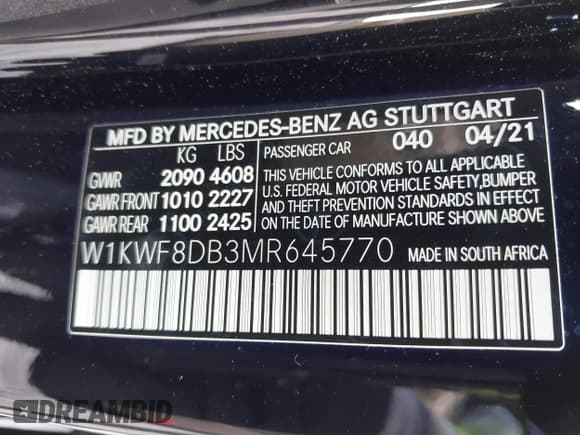 MFD BY MERCEDES-BENZ AG STUTTGART
KG LBS
GVWR 2090 4608
GAWR FRONT 1010 2227
GAWR REAR 1100 2425
PASSENGER CAR 040 04/21
THIS VEHICLE CONFORMS TO ALL APPLICABLE
U.S. FEDERAL MOTOR VEHICLE SAFETY,BUMPER
AND THEFT PREVENTION STANDARDS IN EFFECT
ON THE DATE OF MANUFACTURE SHOWN ABOVE.
W1KWF8DB3MR645770 MADE IN SOUTH AFRICA
DREAMBID